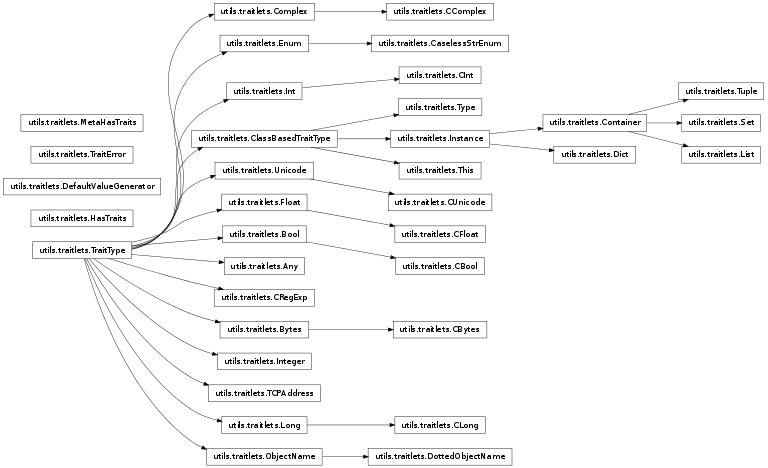 utils.traitlets.Complex
utils.traitlets.CComplex
utils.traitlets.Enum
utils.traitlets.CaselessStrEnum
utils.traitlets.Int
utils.traitlets.CInt
utils.traitlets.Tuple
utils.traitlets.Type
utils.traitlets.MetaHasTraits
utils.traitlets.Container
utils.traitlets.Set
utils.traitlets.ClassBasedTraitType
utils.traitlets.Instance
utils.traitlets.TraitError
utils.traitlets.Dict
utils.traitlets.List
utils.traitlets.Unicode
utils.traitlets.This
utils.traitlets.DefaultValueGenerator
utils.traitlets.Float
utils.traitlets.CUnicode
utils.traitlets.HasTraits
utils.traitlets.Bool
utils.traitlets.CFloat
utils.traitlets.TraitType
utils.traitlets.Any
utils.traitlets.CBool
utils.traitlets.CRegExp
utils.traitlets.Bytes
utils.traitlets.CBytes
utils.traitlets.Integer
utils.traitlets.TCPAddress
utils.traitlets.Long
utils.traitlets.CLong
utils.traitlets.ObjectName
utils.traitlets.DottedObjectName